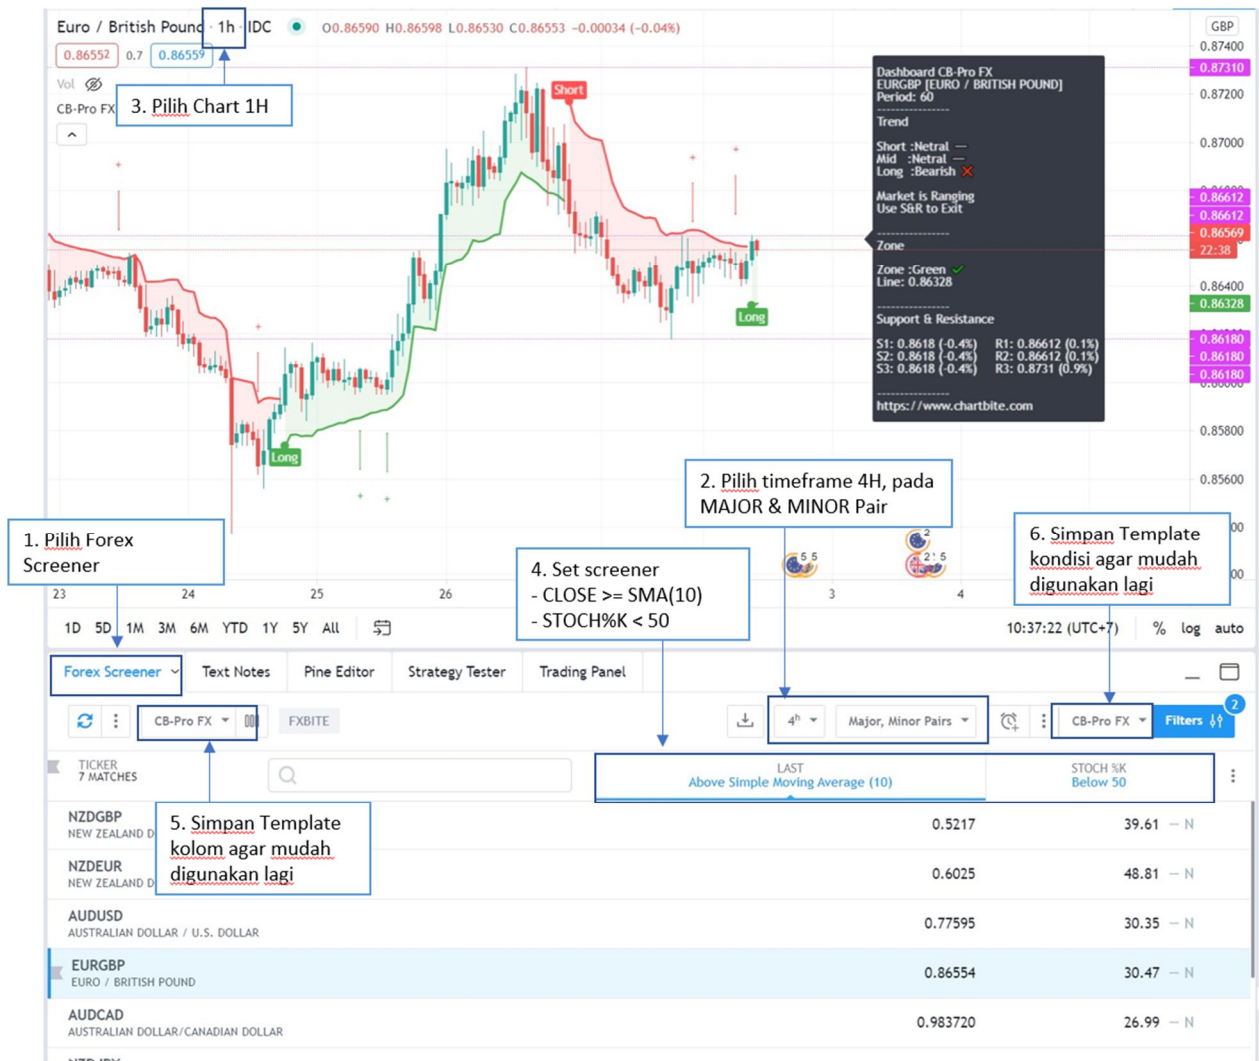 Euro / British Pound · 1h · IDC O0.86590 H0.86598 L0.86530 C0.86553 −0.00034 (−0.04%)
0.86552 0.7 0.86559
Vol
CB-Pro FX
3. Pilih Chart 1H
Short
Long
Long
Dashboard CB-Pro FX
EURGBP [EURO / BRITISH POUND]
Period: 60
----------------
Trend
Short :Netral —
Mid :Netral —
Long :Bearish ❌
Market is Ranging
Use S&R to Exit
----------------
Zone
Zone :Green ✓
Line: 0.86328
----------------
Support & Resistance
S1: 0.8618 (-0.4%) R1: 0.86612 (0.1%)
S2: 0.8618 (-0.4%) R2: 0.86612 (0.1%)
S3: 0.8618 (-0.4%) R3: 0.8731 (0.9%)
----------------
https://www.chartbite.com
GBP
0.87400
0.87310
0.87200
0.87000
0.86612
0.86612
0.86569
22:38
0.86400
0.86328
0.86180
0.86180
0.86180
0.85800
0.85600
1. Pilih Forex
Screener
2. Pilih timeframe 4H, pada
MAJOR & MINOR Pair
4. Set screener
- CLOSE >= SMA(10)
- STOCH%K < 50
6. Simpan Template
kondisi agar mudah
digunakan lagi
2
5 5 2 5
23 24 25 26 3 4
1D 5D 1M 3M 6M YTD 1Y 5Y All 10:37:22 (UTC+7) % log auto
Forex Screener Text Notes Pine Editor Strategy Tester Trading Panel
CB-Pro FX FXBITE 4h Major, Minor Pairs CB-Pro FX Filters 2
TICKER
7 MATCHES
LAST
Above Simple Moving Average (10)
STOCH %K
Below 50
5. Simpan Template
kolom agar mudah
digunakan lagi
NZDGBP 0.5217 39.61 — N
NEW ZEALAND D
NZDEUR 0.6025 48.81 — N
NEW ZEALAND D
AUDUSD 0.77595 30.35 — N
AUSTRALIAN DOLLAR / U.S. DOLLAR
EURGBP 0.86554 30.47 — N
EURO / BRITISH POUND
AUDCAD 0.983720 26.99 — N
AUSTRALIAN DOLLAR/CANADIAN DOLLAR